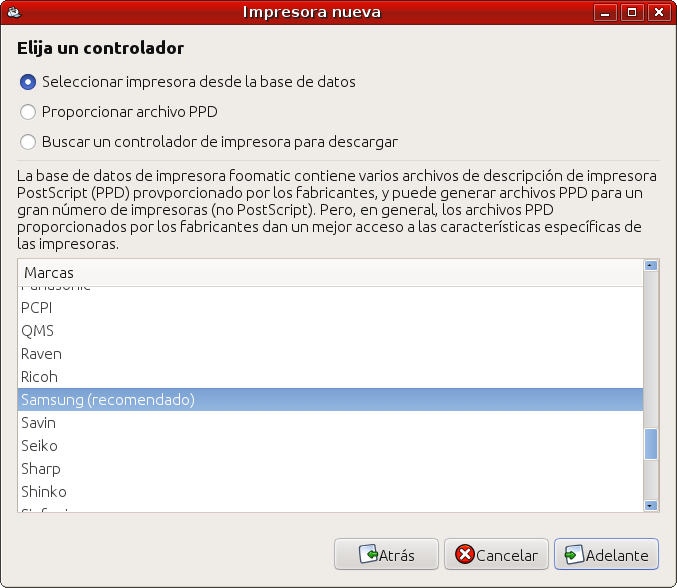 Impresora nueva
Elija un controlador
Seleccionar impresora desde la base de datos
Proporcionar archivo PPD
Buscar un controlador de impresora para descargar
La base de datos de impresora foomatic contiene varios archivos de descripción de impresora
PostScript (PPD) provporcionado por los fabricantes, y puede generar archivos PPD para un
gran número de impresoras (no PostScript). Pero, en general, los archivos PPD
proporcionados por los fabricantes dan un mejor acceso a las características específicas de
las impresoras.
Marcas
Panasonic
PCPI
QMS
Raven
Ricoh
Samsung (recomendado)
Savin
Seiko
Sharp
Shinko
Atrás
Cancelar
Adelante